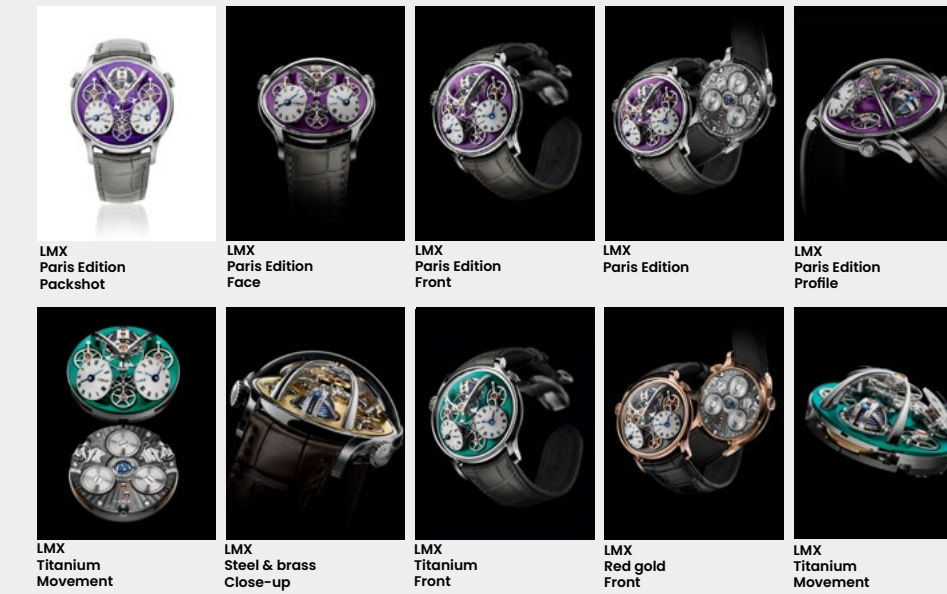 LMX
Paris Edition
Packshot
LMX
Paris Edition
Face
LMX
Paris Edition
Front
LMX
Paris Edition
LMX
Paris Edition
Profile
LMX
Titanium
Movement
LMX
Steel & brass
Close-up
LMX
Titanium
Front
LMX
Red gold
Front
LMX
Titanium
Movement